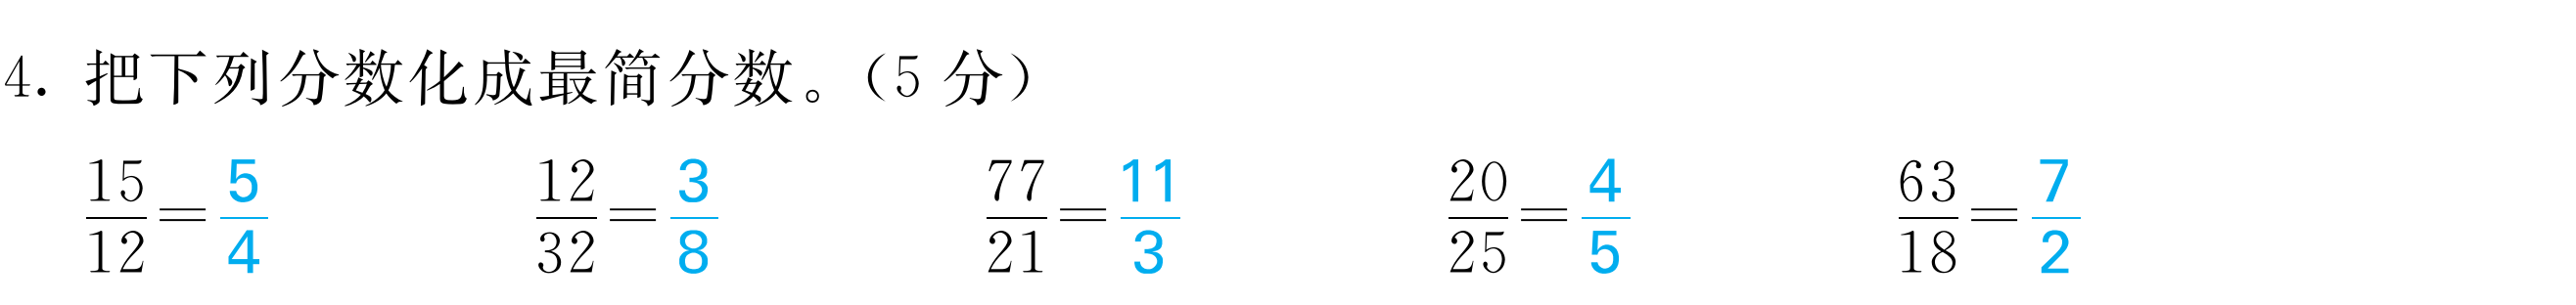 4. 把下列分数化成最简分数。(5 分)
15/12 = 5/4 12/32 = 3/8 77/21 = 11/3 20/25 = 4/5 63/18 = 7/2